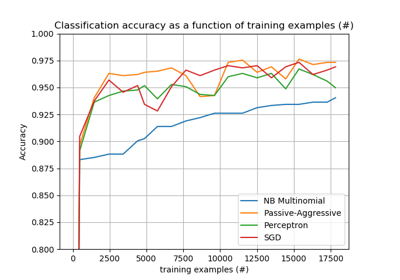 Classification accuracy as a function of training examples (#)
1.000
0.975
0.950
0.925
0.900
0.875
0.850
0.825
0.800
Accuracy
NB Multinomial
Passive-Aggressive
Perceptron
SGD
0 2500 5000 7500 10000 12500 15000 17500
training examples (#)